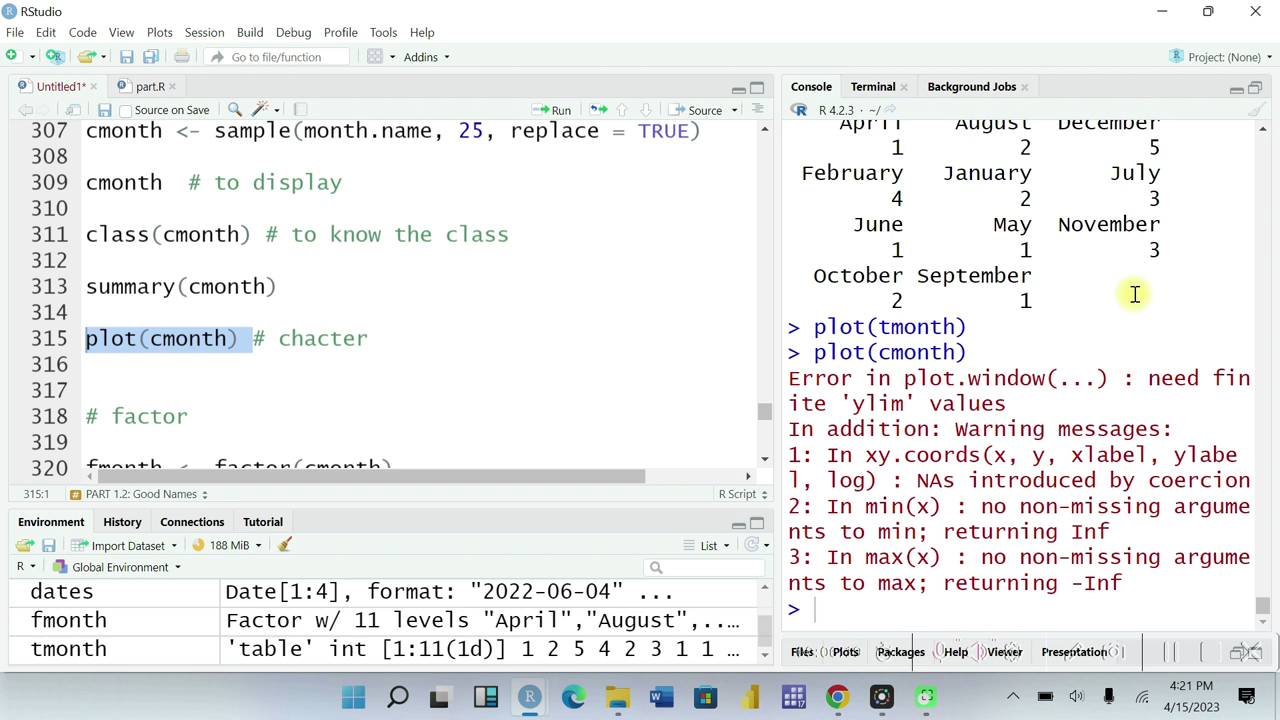 RStudio
File Edit Code View Plots Session Build Debug Profile Tools Help
Go to file/function Addins Project: (None)
Untitled1* part.R
Source on Save Run Source
307 cmonth <- sample(month.name, 25, replace = TRUE)
308
309 cmonth # to display
310
311 class(cmonth) # to know the class
312
313 summary(cmonth)
314
315 plot(cmonth) # chacter
316
317
318 # factor
319
320 fmonth <- factor(cmonth)
315:1 # PART 1.2: Good Names R Script
Environment History Connections Tutorial
Import Dataset 188 MiB List
R Global Environment
dates Date[1:4], format: "2022-06-04" ...
fmonth Factor w/ 11 levels "April","August",..…
tmonth 'table' int [1:11(1d)] 1 2 5 4 2 3 1 1 …
Console Terminal Background Jobs
R 4.2.3 · ~/
April August December
1 2 5
February January July
4 2 3
June May November
1 1 3
October September
2 1
> plot(tmonth)
> plot(cmonth)
Error in plot.window(...) : need fin
ite 'ylim' values
In addition: Warning messages:
1: In xy.coords(x, y, xlabel, ylabe
l, log) : NAs introduced by coercion
2: In min(x) : no non-missing argume
nts to min; returning Inf
3: In max(x) : no non-missing argume
nts to max; returning -Inf
>
Files Plots Packages Help Viewer Presentation
4:21 PM
4/15/2023